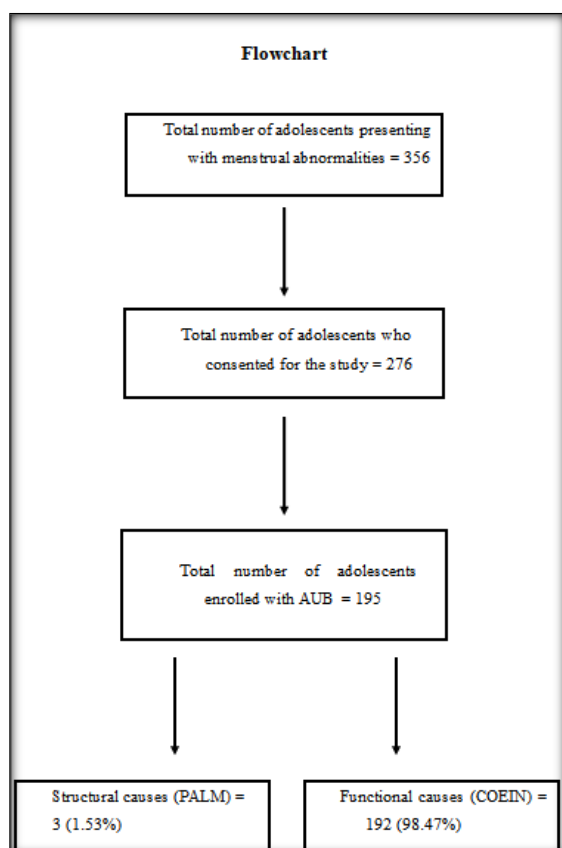 Flowchart
Total number of adolescents presenting
with menstrual abnormalities = 356
Total number of adolescents who
consented for the study = 276
Total number of adolescents
enrolled with AUB = 195
Structural causes (PALM) =
3 (1.53%)
Functional causes (COEIN) =
192 (98.47%)